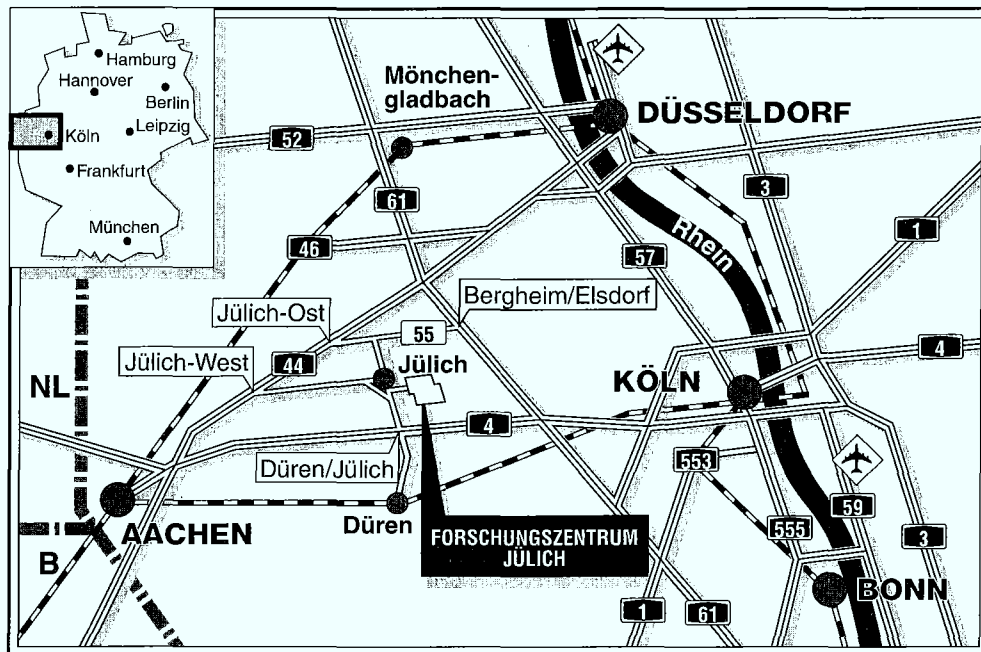 Hamburg
Hannover
Berlin
Köln
Leipzig
Frankfurt
München
Mönchen-
gladbach
DÜSSELDORF
52
61
3
46
Rhein
1
57
Bergheim/Elsdorf
Jülich-Ost
55
4
Jülich-West
44
Jülich
NL
KÖLN
4
Düren/Jülich
553
AACHEN
Düren
FORSCHUNGSZENTRUM
JÜLICH
555
59
3
B
BONN
1
61